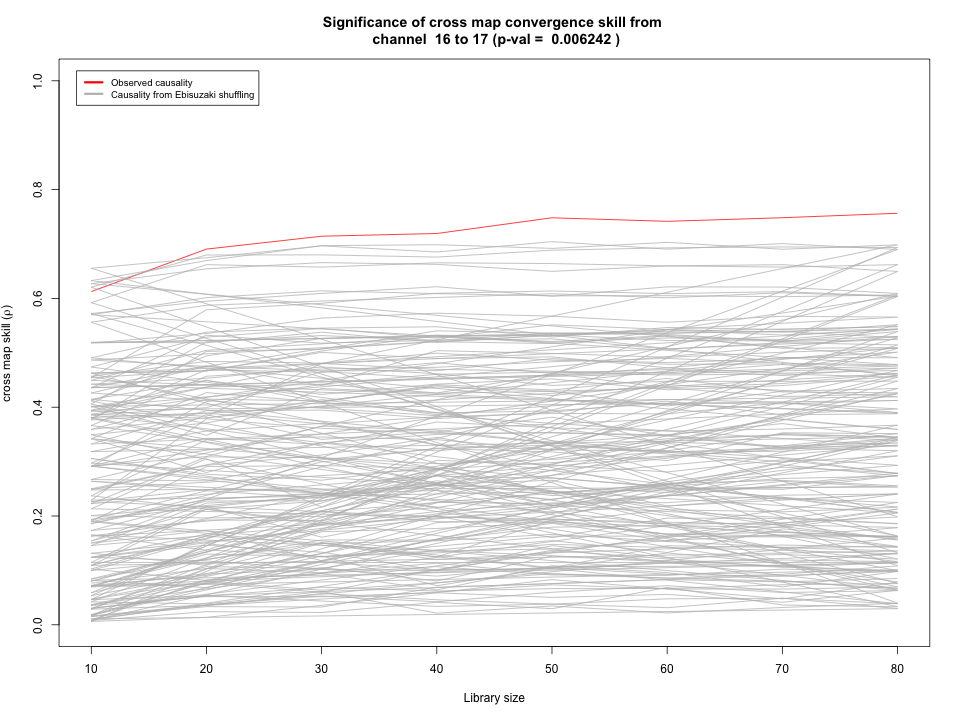 Significance of cross map convergence skill from
channel  16 to 17 (p-val =  0.006242 )
Observed causality
Causality from Ebisuzaki shuffling
cross map skill (ρ)
1.0
0.8
0.6
0.4
0.2
0.0
10 20 30 40 50 60 70 80
Library size